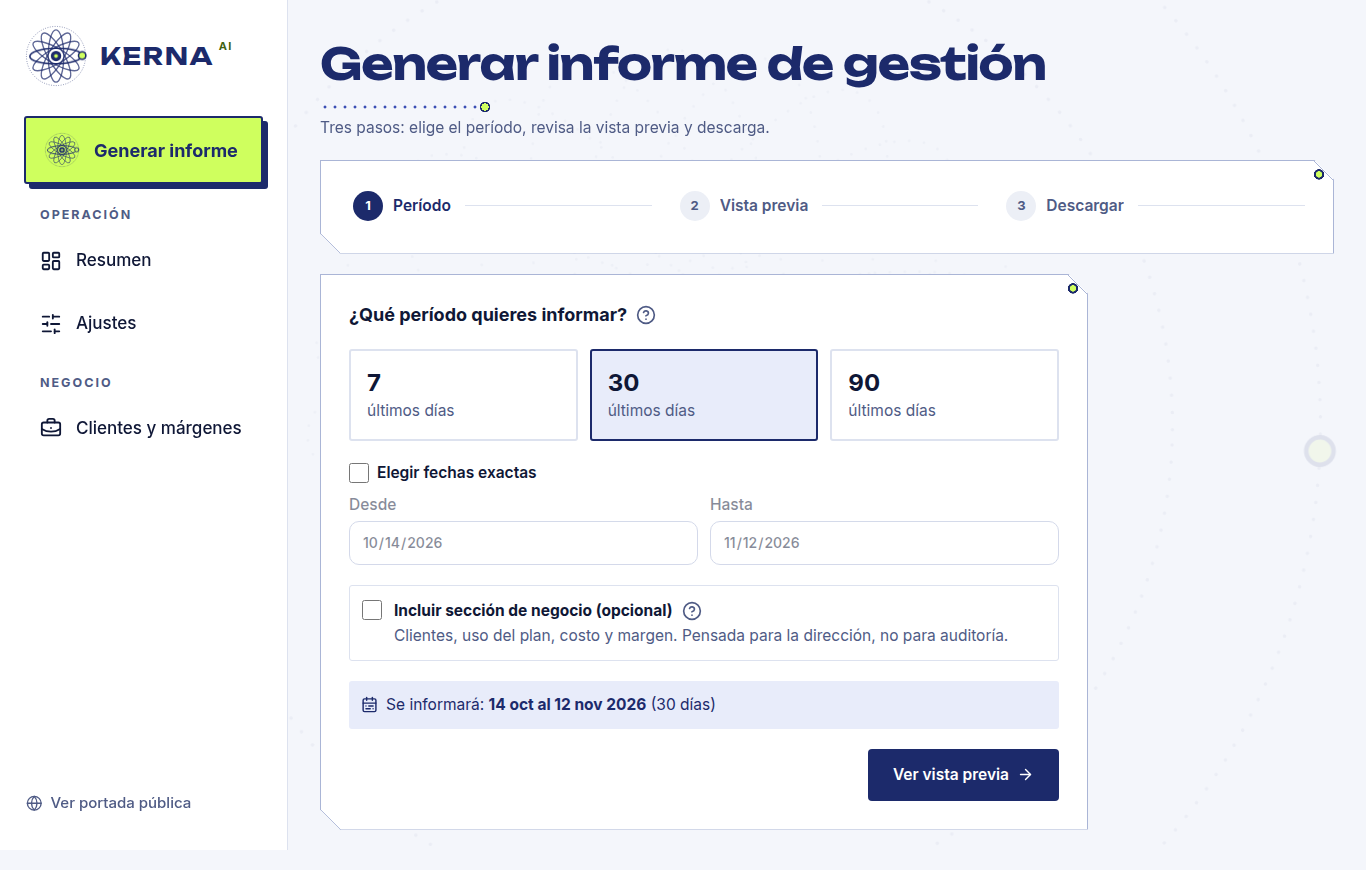 KERNA AI
Generar informe
OPERACIÓN
Resumen
Ajustes
NEGOCIO
Clientes y márgenes
Ver portada pública
Generar informe de gestión
Tres pasos: elige el período, revisa la vista previa y descarga.
1 Período 2 Vista previa 3 Descargar
¿Qué período quieres informar? ?
7 30 90
últimos días últimos días últimos días
Elegir fechas exactas
Desde Hasta
10/14/2026 11/12/2026
Incluir sección de negocio (opcional) ?
Clientes, uso del plan, costo y margen. Pensada para la dirección, no para auditoría.
Se informará: 14 oct al 12 nov 2026 (30 días)
Ver vista previa →